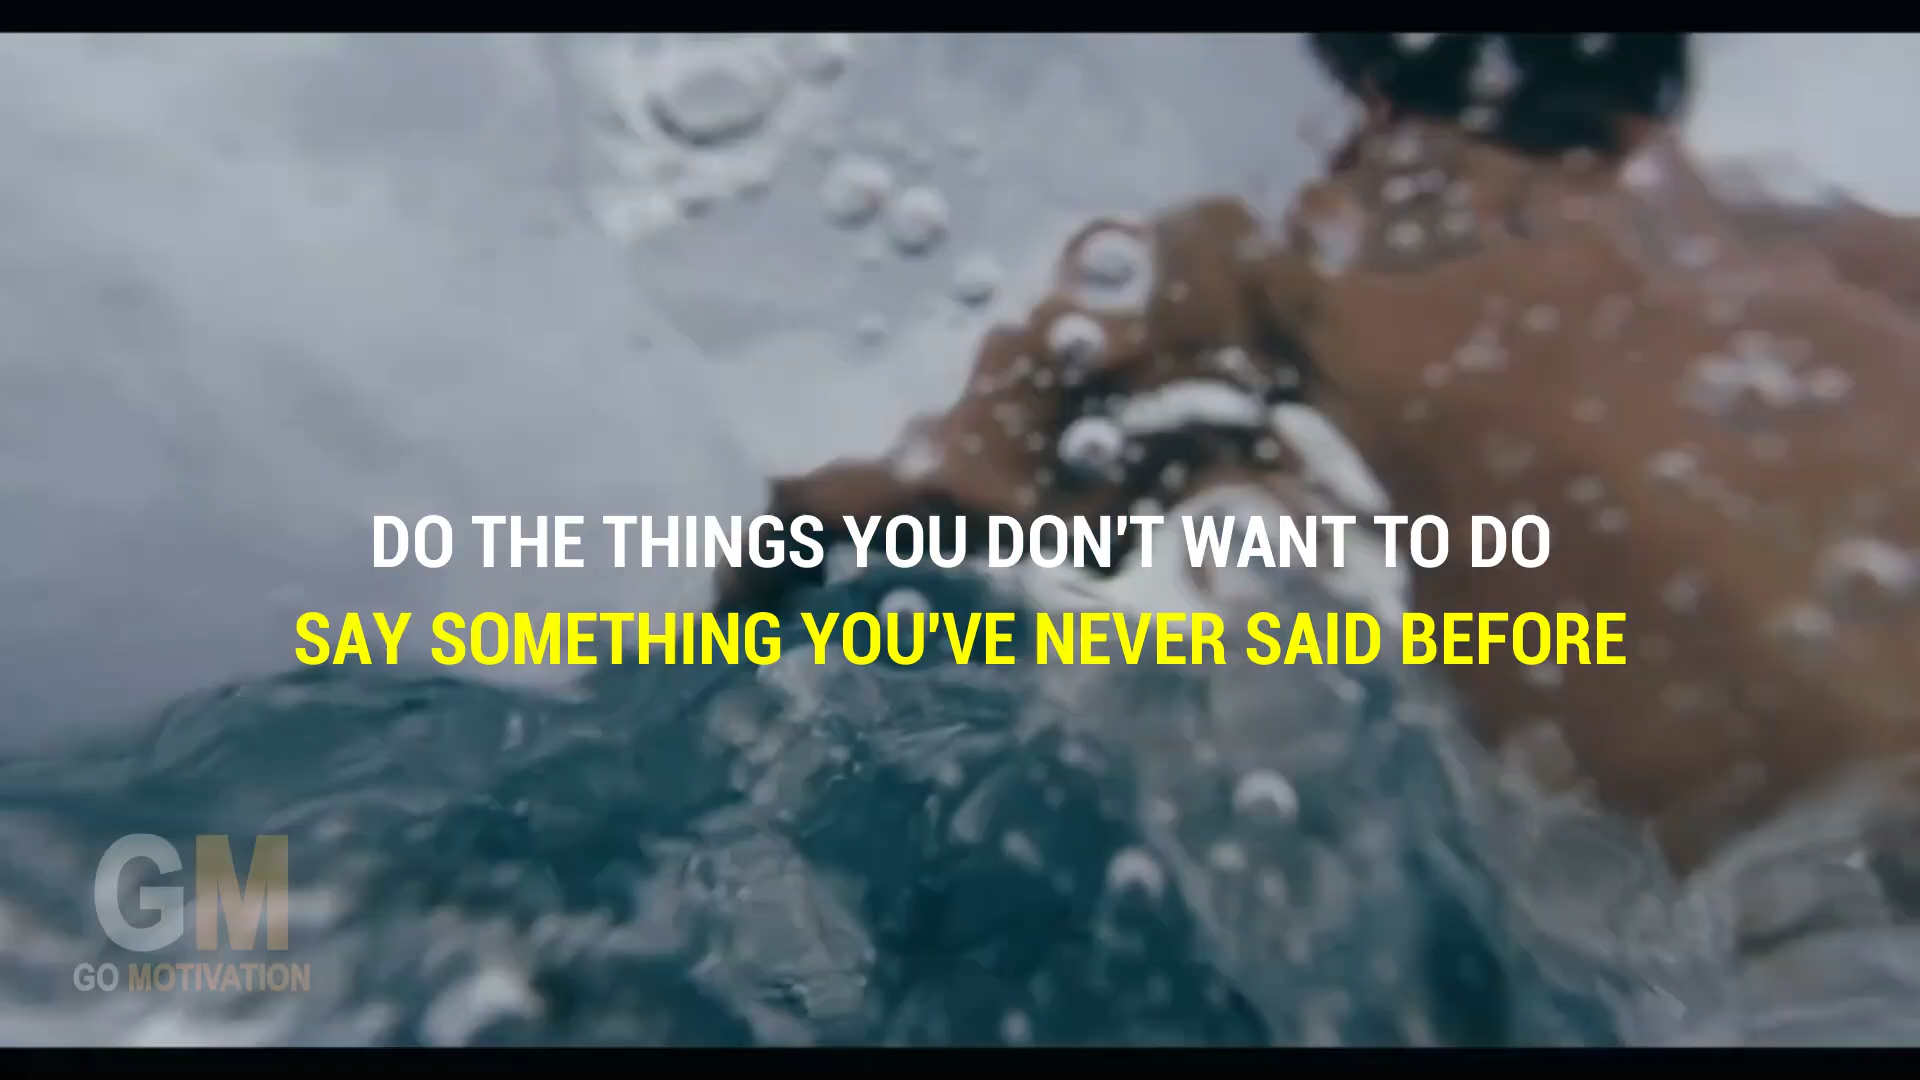 DO THE THINGS YOU DON'T WANT TO DO
SAY SOMETHING YOU'VE NEVER SAID BEFORE
GM
GO MOTIVATION